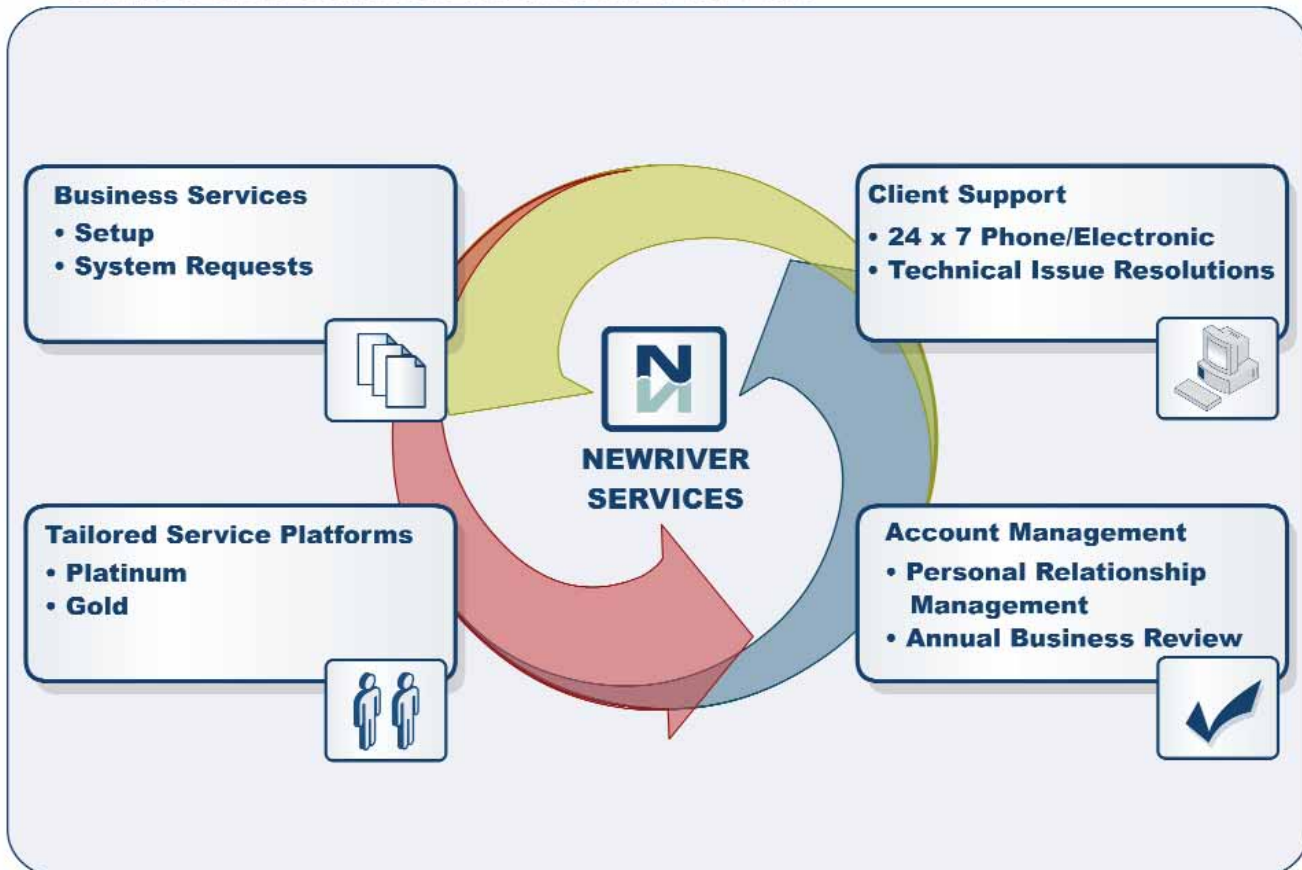 Business Services
• Setup
• System Requests
Client Support
• 24 x 7 Phone/Electronic
• Technical Issue Resolutions
N
NEWRIVER
SERVICES
Tailored Service Platforms
• Platinum
• Gold
Account Management
• Personal Relationship
Management
• Annual Business Review